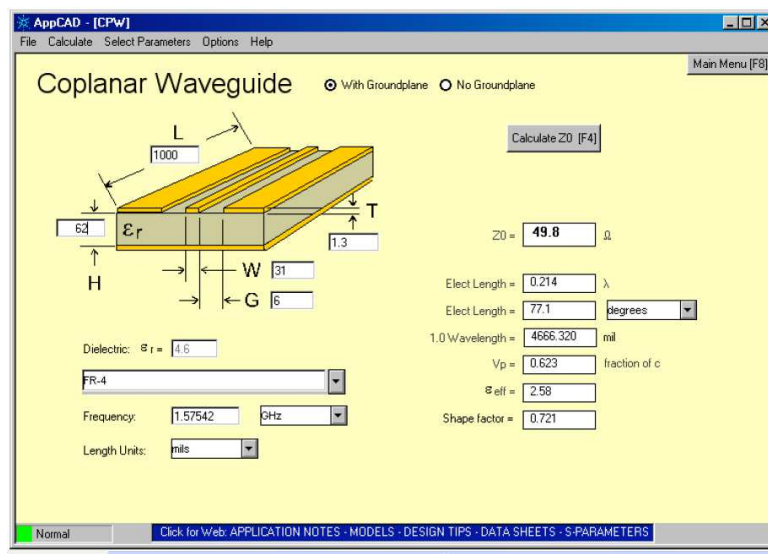 AppCAD - [CPW]
File Calculate Select Parameters Options Help
Main Menu [F8]
Coplanar Waveguide
With Groundplane No Groundplane
Calculate Z0 [F4]
L
1000
T
1.3
62
εr
H
W 31
G 6
Z0 = 49.8 Ω
Elect Length = 0.214 λ
Elect Length = 77.1 degrees
1.0 Wavelength = 4666.320 mil
Vp = 0.623 fraction of c
ε eff = 2.58
Shape factor = 0.721
Dielectric: ε r = 4.6
FR-4
Frequency: 1.57542 GHz
Length Units: mils
Normal
Click for Web: APPLICATION NOTES - MODELS - DESIGN TIPS - DATA SHEETS - S-PARAMETERS